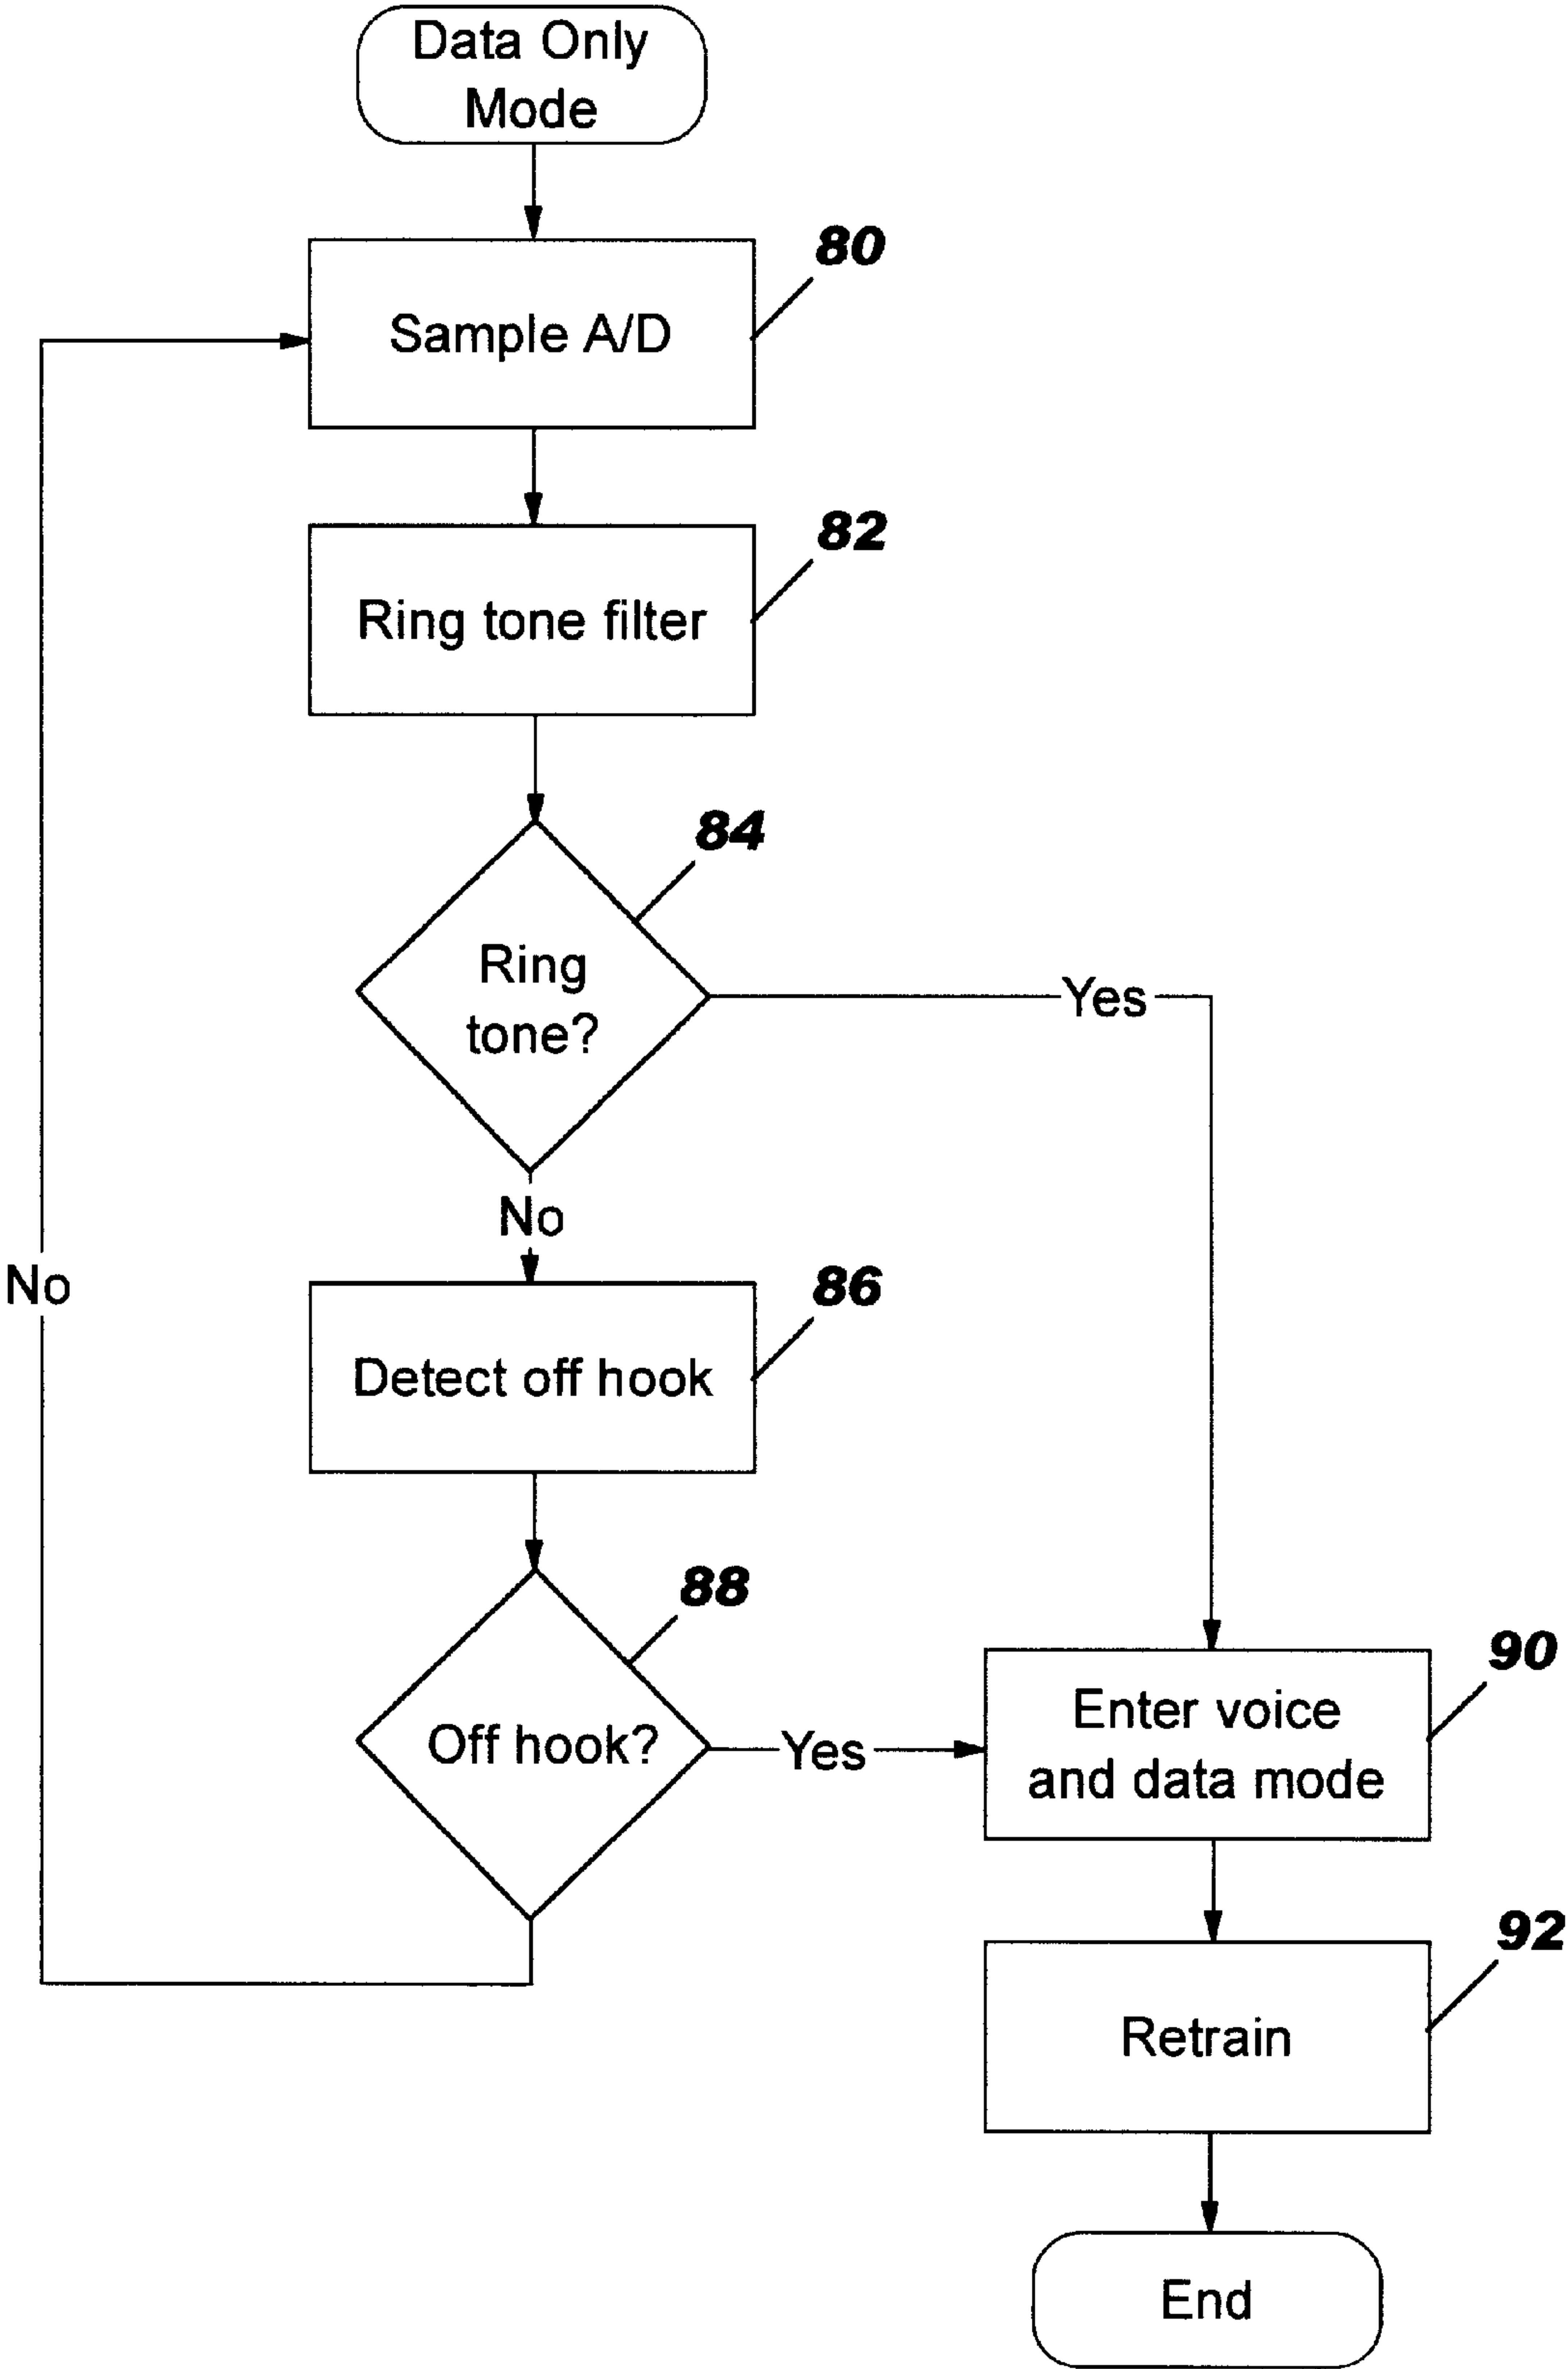 Data Only
Mode
80
Sample A/D
82
Ring tone filter
84
Ring
tone?
Yes
No
No
86
Detect off hook
88
Off hook?
Yes
90
Enter voice
and data mode
92
Retrain
End